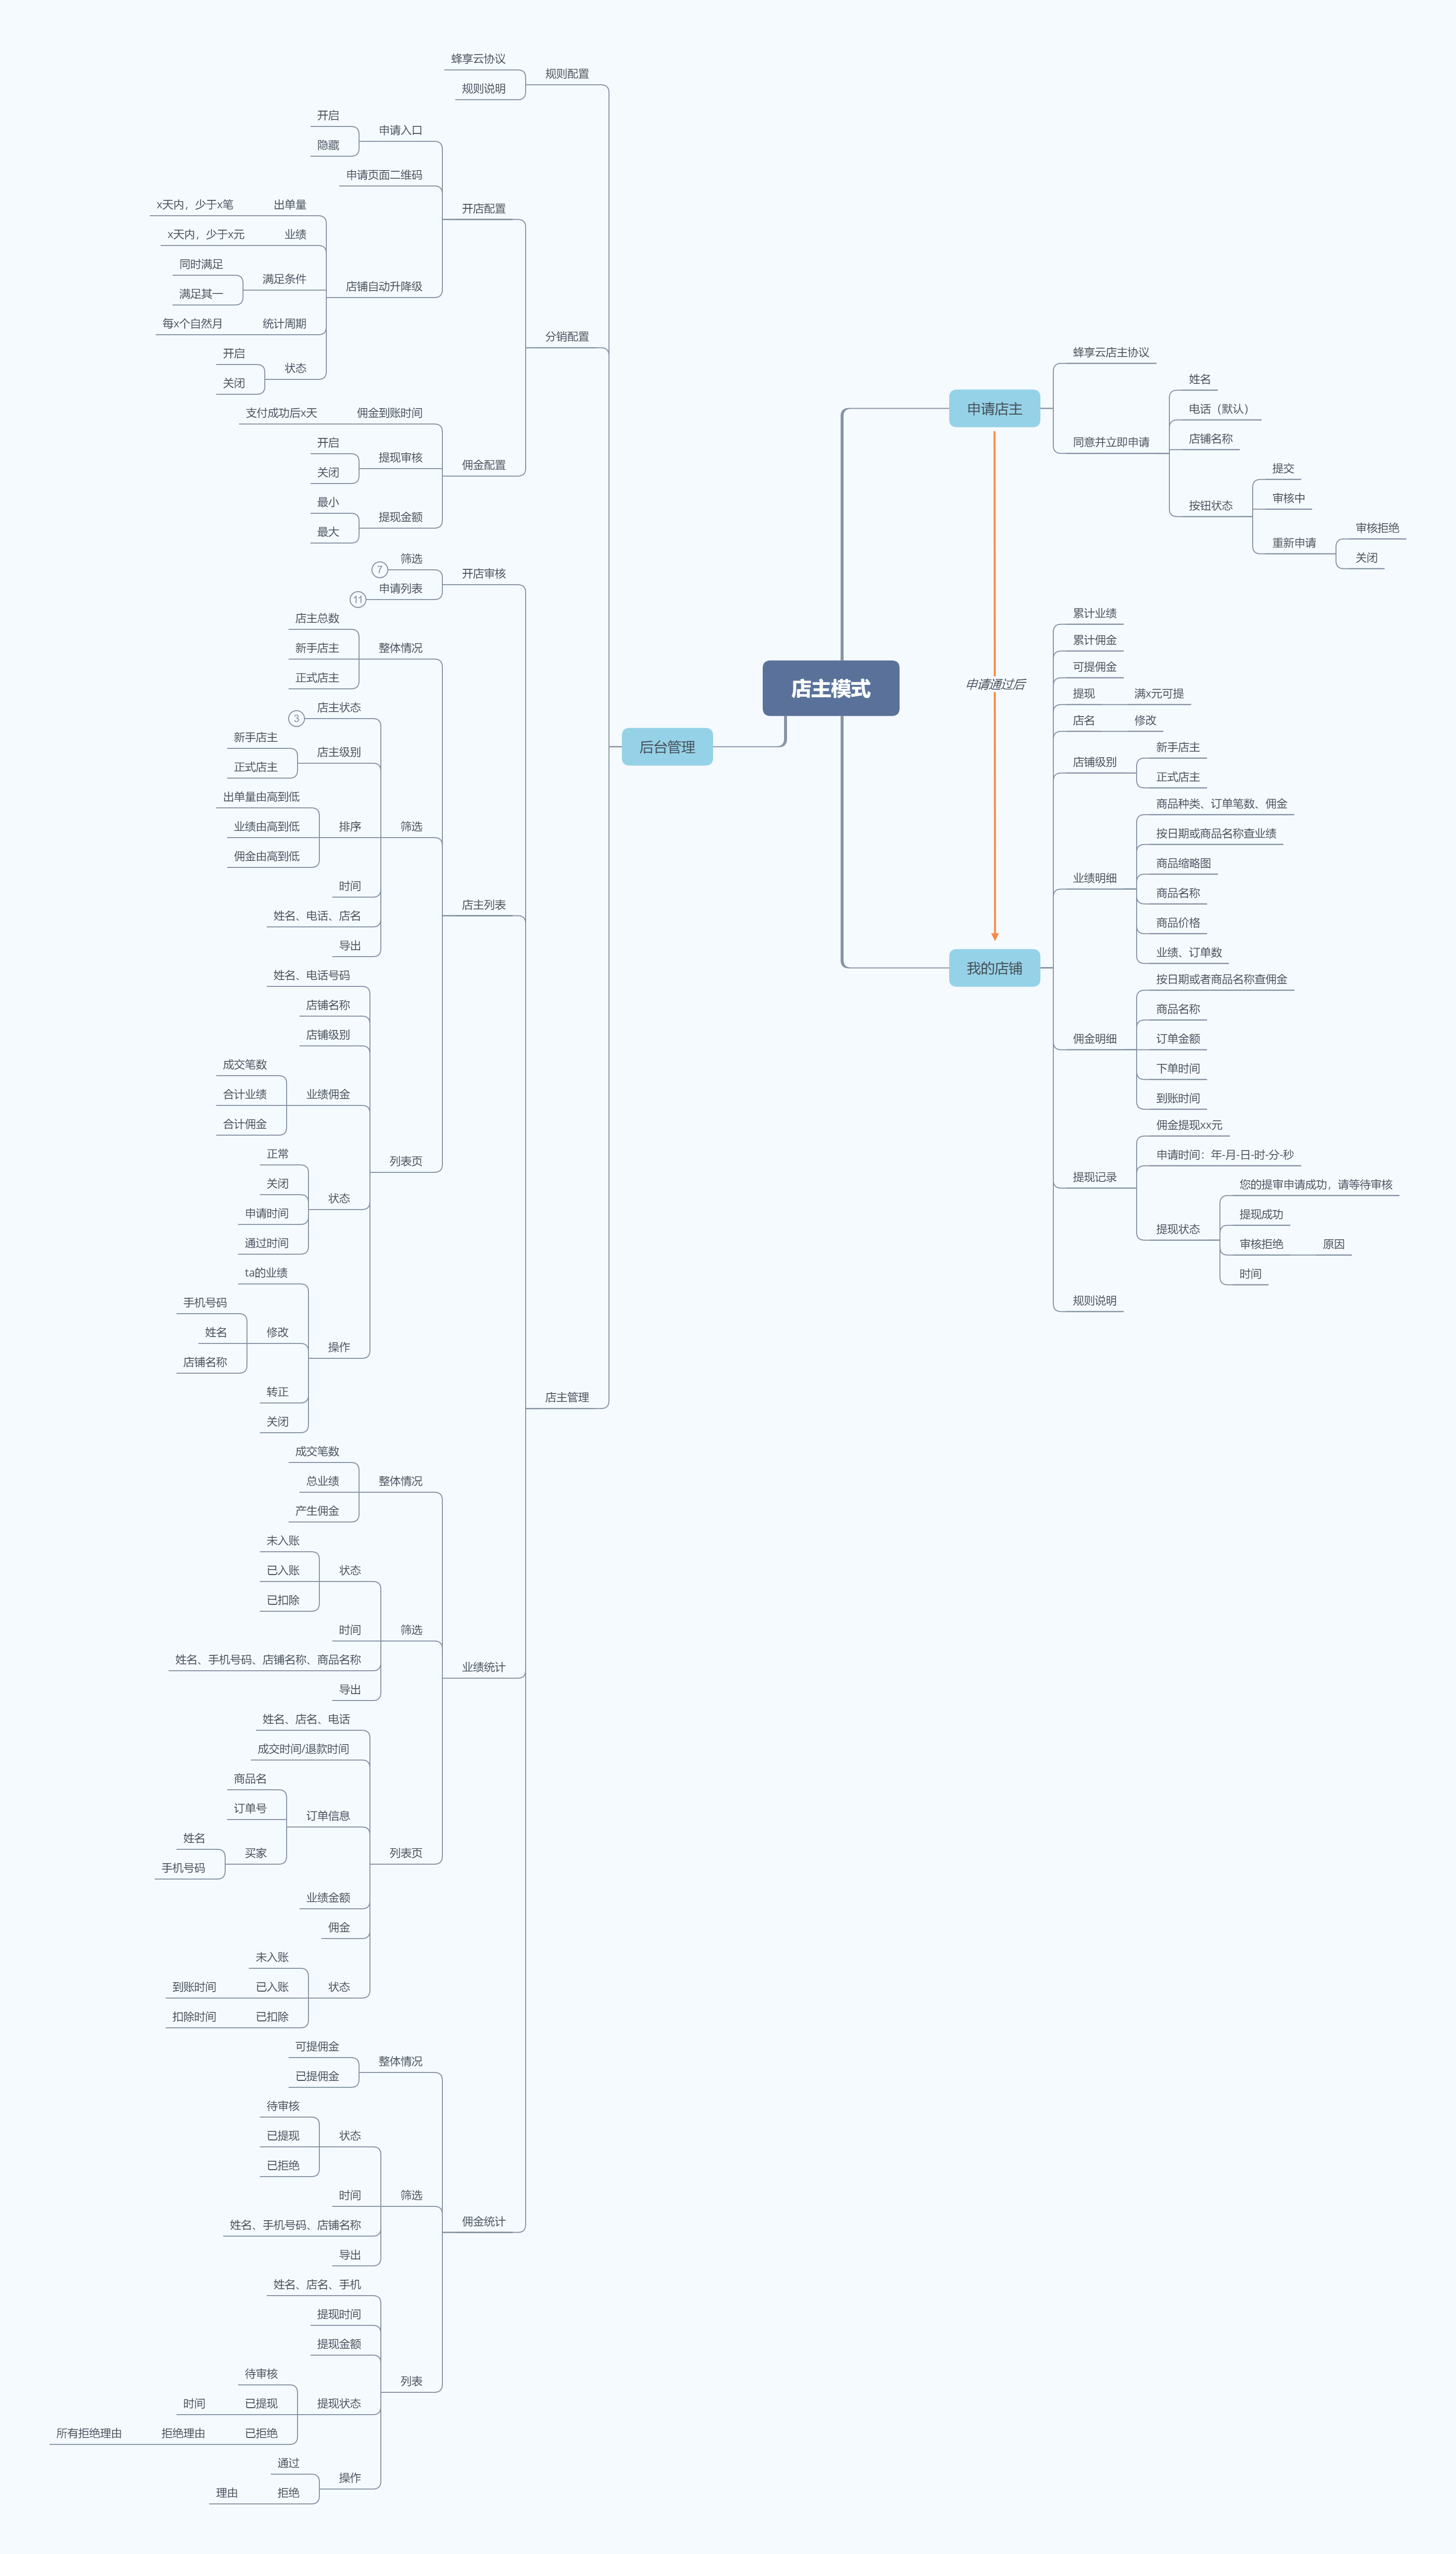 店主模式
申请店主
蜂享云店主协议
同意并立即申请
姓名
电话（默认）
店铺名称
按钮状态
提交
审核中
重新申请
审核拒绝
关闭
申请通过后
我的店铺
累计业绩
累计佣金
可提佣金
提现
满x元可提
店名
修改
店铺级别
新手店主
正式店主
业绩明细
商品种类、订单笔数、佣金
按日期或商品名称查业绩
商品缩略图
商品名称
商品价格
业绩、订单数
佣金明细
按日期或者商品名称查佣金
商品名称
订单金额
下单时间
到账时间
提现记录
佣金提现xx元
申请时间：年-月-日-时-分-秒
提现状态
您的提审申请成功，请等待审核
提现成功
审核拒绝
原因
时间
规则说明
后台管理
规则配置
蜂享云协议
规则说明
分销配置
开店配置
申请入口
开启
隐藏
申请页面二维码
店铺自动升降级
出单量
x天内，少于x笔
业绩
x天内，少于x元
满足条件
同时满足
满足其一
统计周期
每x个自然月
状态
开启
关闭
佣金配置
佣金到账时间
支付成功后x天
提现审核
开启
关闭
提现金额
最小
最大
店主管理
开店审核
筛选
7
申请列表
11
店主列表
整体情况
店主总数
新手店主
正式店主
筛选
店主状态
3
店主级别
新手店主
正式店主
排序
出单量由高到低
业绩由高到低
佣金由高到低
时间
姓名、电话、店名
导出
列表页
姓名、电话号码
店铺名称
店铺级别
业绩佣金
成交笔数
合计业绩
合计佣金
状态
正常
关闭
申请时间
通过时间
操作
ta的业绩
修改
手机号码
姓名
店铺名称
转正
关闭
业绩统计
整体情况
成交笔数
总业绩
产生佣金
筛选
状态
未入账
已入账
已扣除
时间
姓名、手机号码、店铺名称、商品名称
导出
列表页
姓名、店名、电话
成交时间/退款时间
订单信息
商品名
订单号
买家
姓名
手机号码
业绩金额
佣金
状态
未入账
已入账
到账时间
已扣除
扣除时间
佣金统计
整体情况
可提佣金
已提佣金
筛选
状态
待审核
已提现
已拒绝
时间
姓名、手机号码、店铺名称
导出
列表
姓名、店名、手机
提现时间
提现金额
提现状态
待审核
已提现
时间
已拒绝
拒绝理由
所有拒绝理由
操作
通过
拒绝
理由